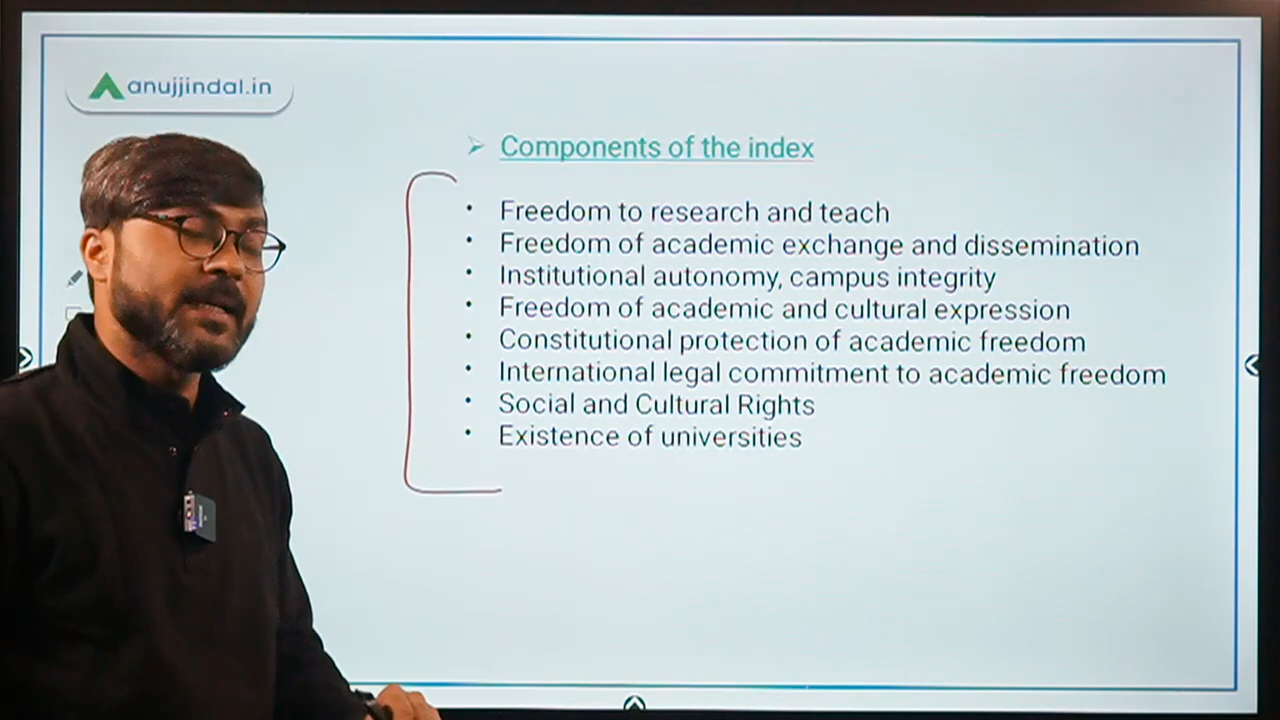 anujjindal.in
Components of the index
Freedom to research and teach
Freedom of academic exchange and dissemination
Institutional autonomy, campus integrity
Freedom of academic and cultural expression
Constitutional protection of academic freedom
International legal commitment to academic freedom
Social and Cultural Rights
Existence of universities